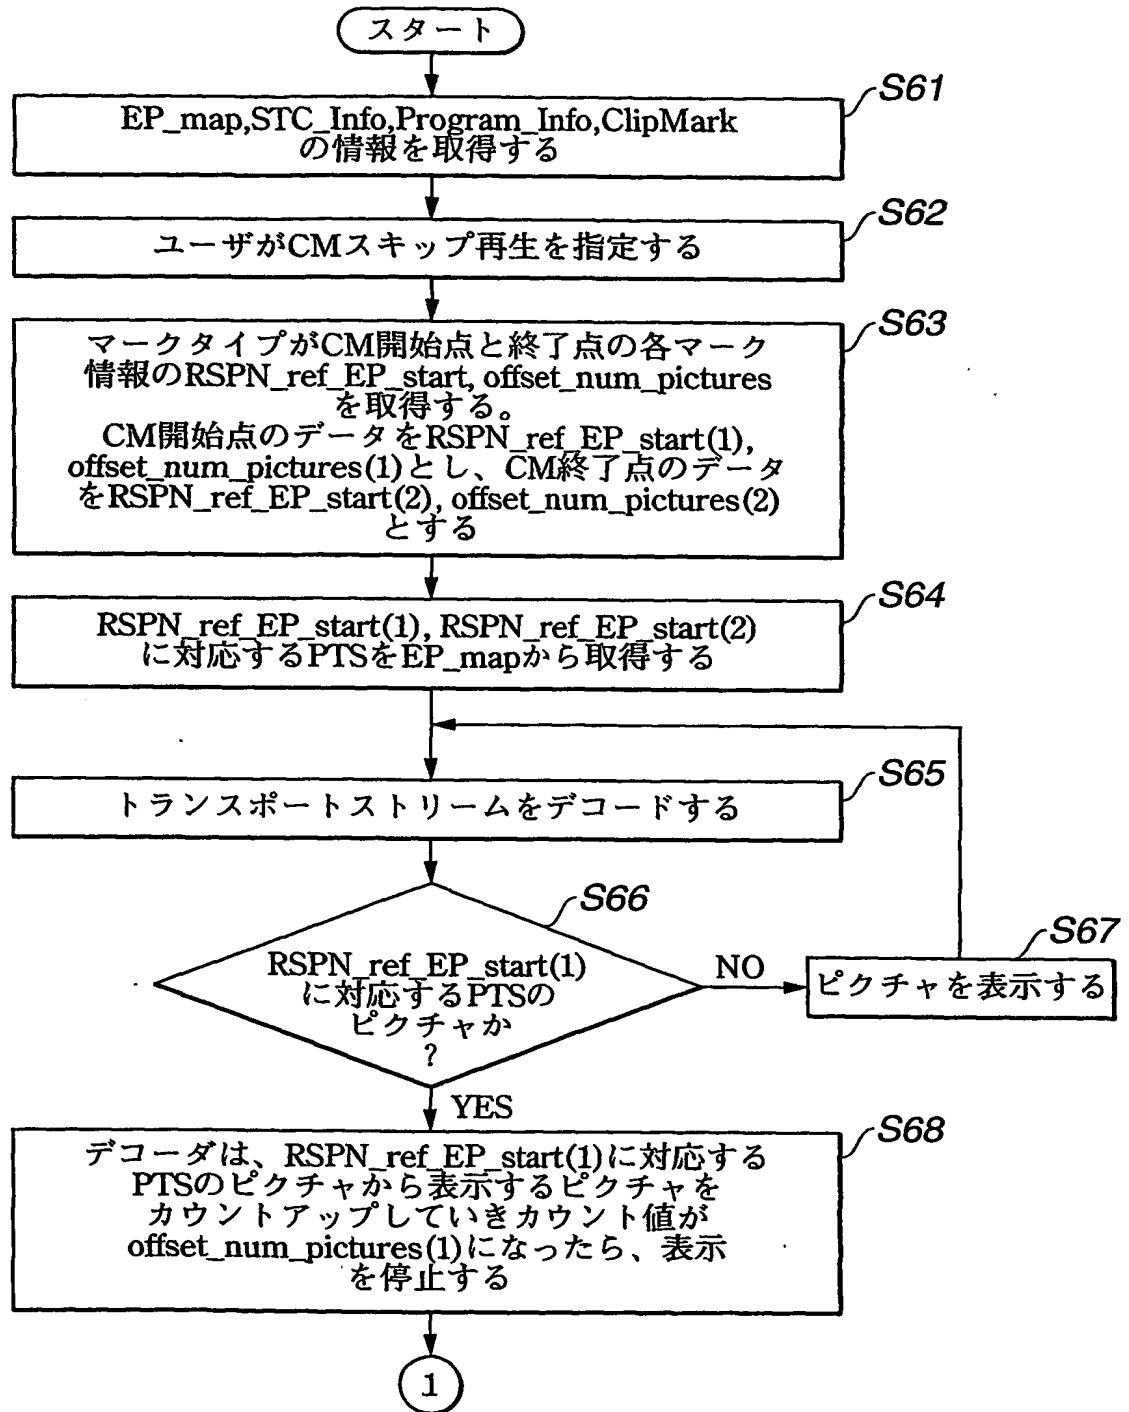 スタート
S61
EP_map,STC_Info,Program_Info,ClipMark
の情報を取得する
S62
ユーザがCMスキップ再生を指定する
S63
マークタイプがCM開始点と終了点の各マーク
情報のRSPN_ref_EP_start, offset_num_pictures
を取得する。
CM開始点のデータをRSPN_ref_EP_start(1),
offset_num_pictures(1)とし、CM終了点のデータ
をRSPN_ref_EP_start(2), offset_num_pictures(2)
とする
S64
RSPN_ref_EP_start(1), RSPN_ref_EP_start(2)
に対応するPTSをEP_mapから取得する
S65
トランスポートストリームをデコードする
S66
RSPN_ref_EP_start(1)
に対応するPTSの
ピクチャか
?
NO
S67
ピクチャを表示する
YES
S68
デコーダは、RSPN_ref_EP_start(1)に対応する
PTSのピクチャから表示するピクチャを
カウントアップしていきカウント値が
offset_num_pictures(1)になったら、表示
を停止する
1